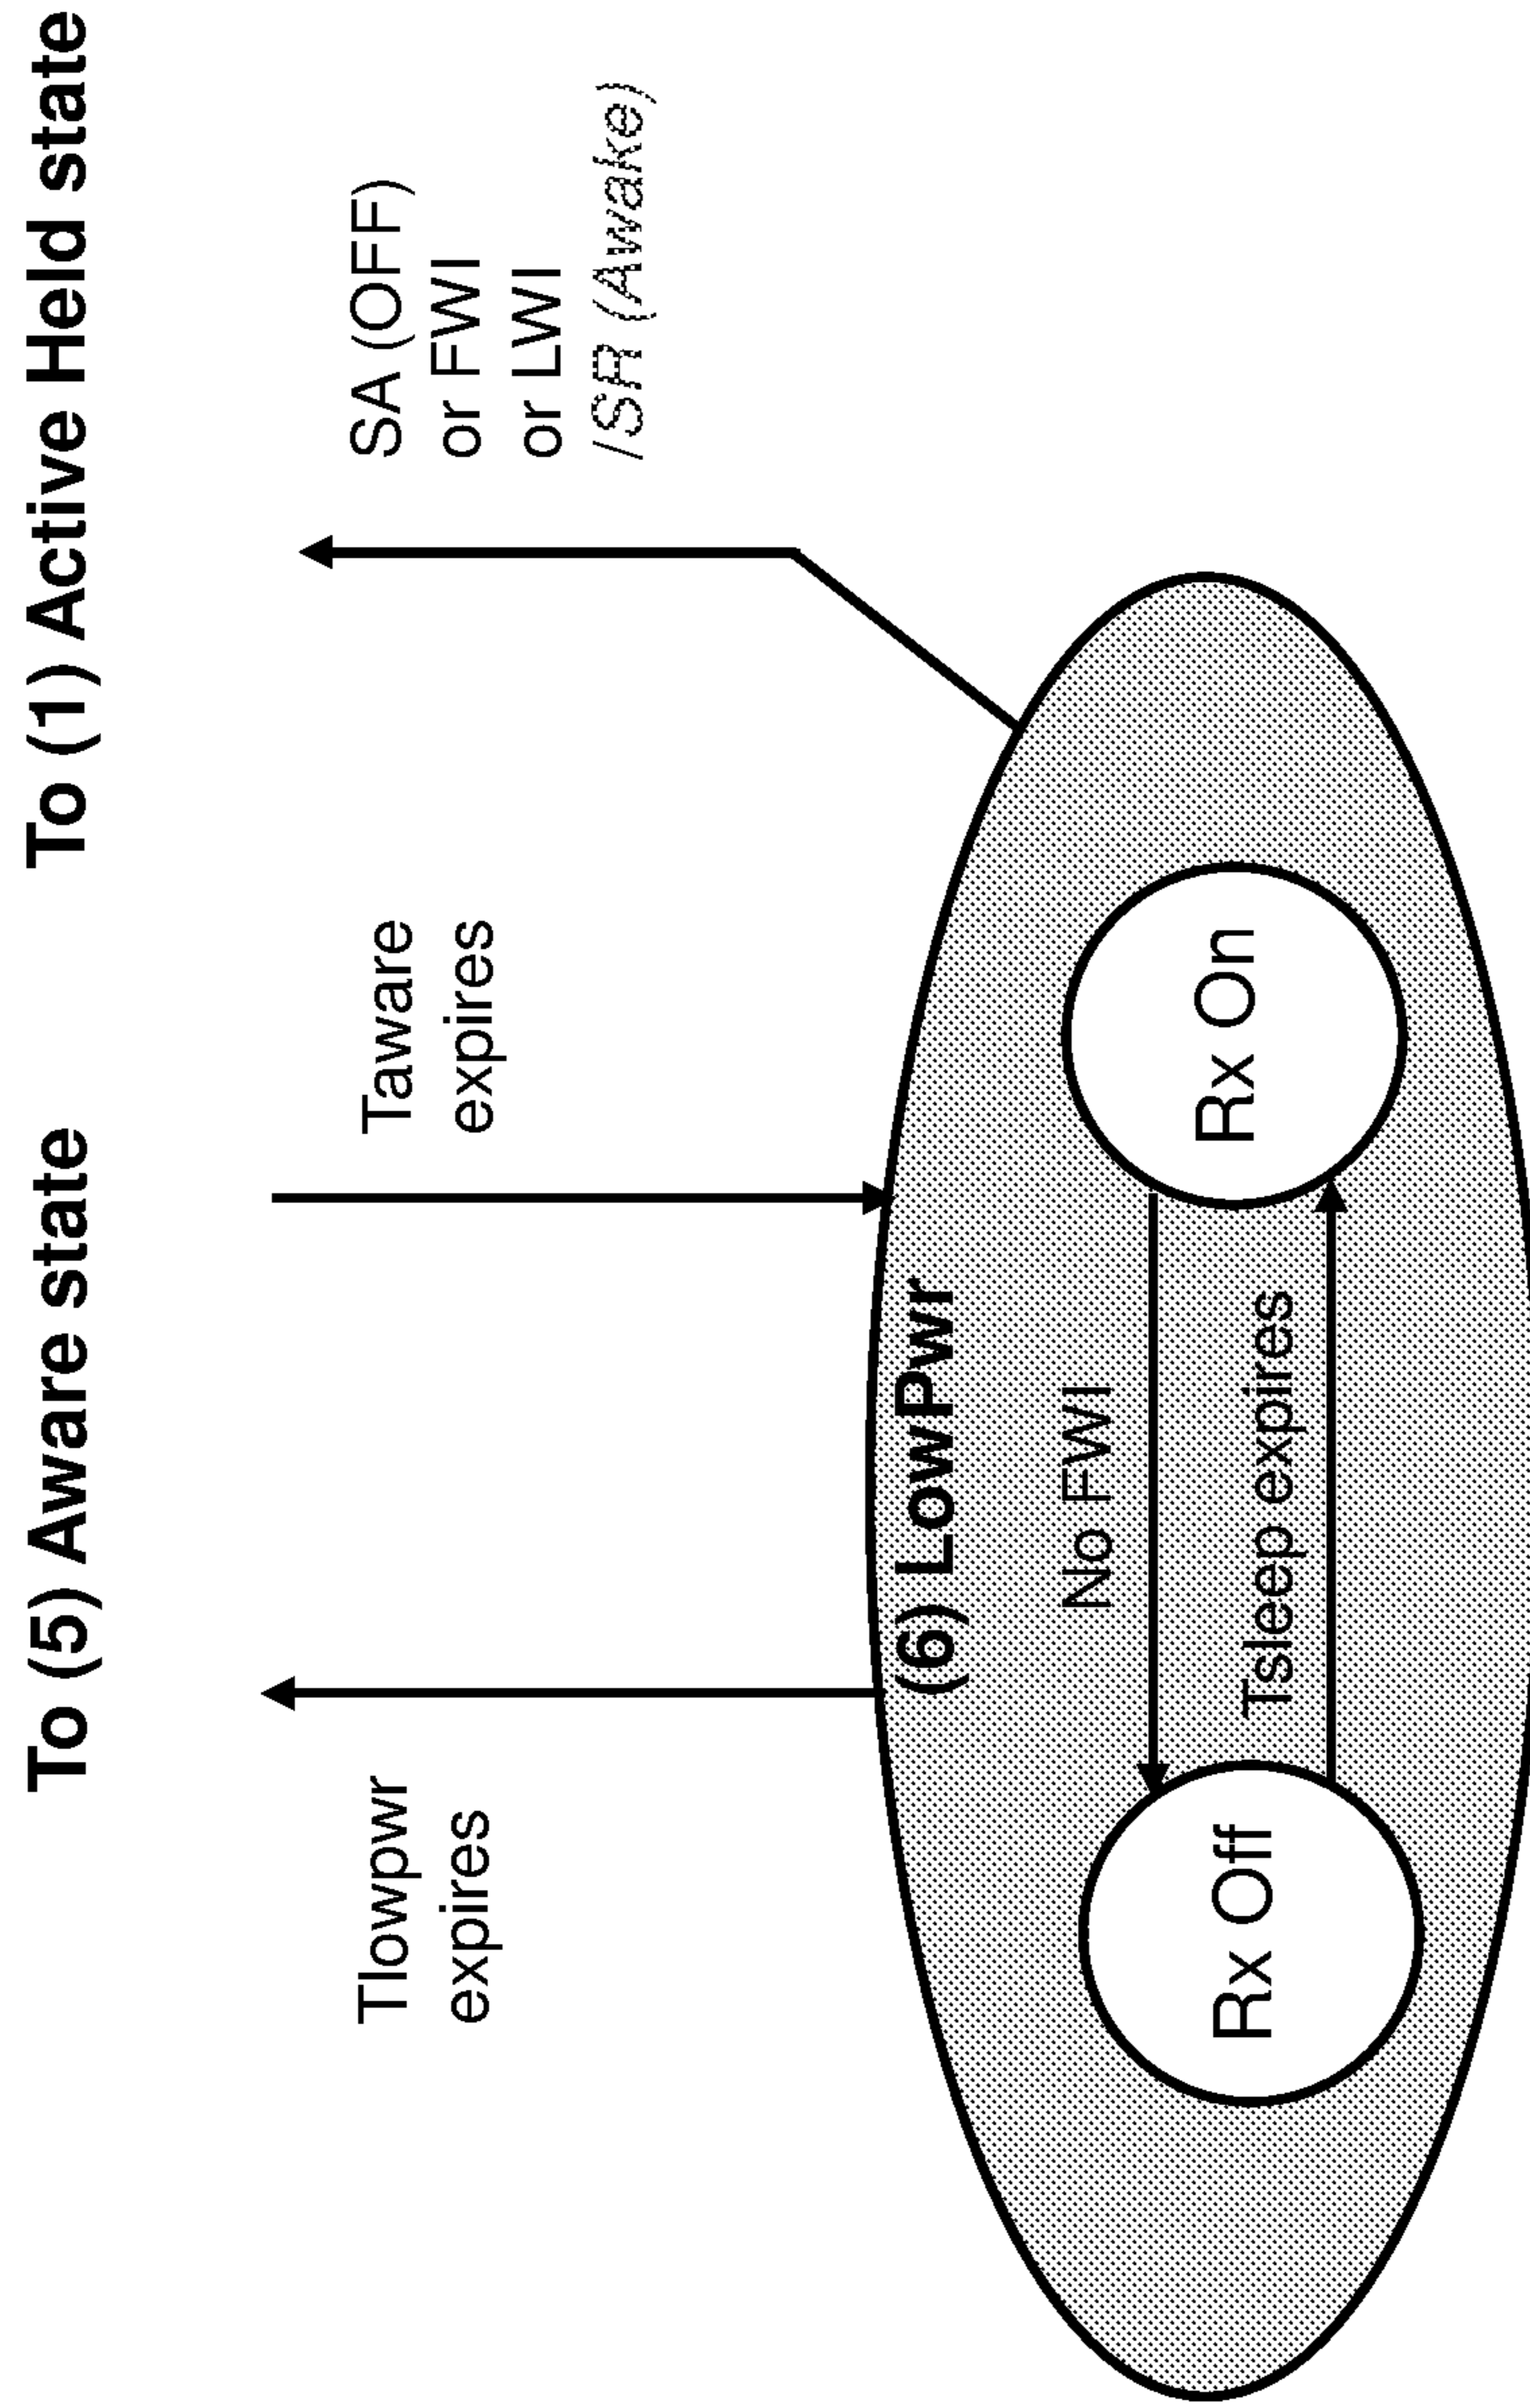 To (5) Aware state
To (1) Active Held state
Tlowpwr
expires
Taware
expires
SA (OFF)
or FWI
or LWI
/SR (Awake)
(6) LowPwr
No FWI
Tsleep expires
Rx Off
Rx On